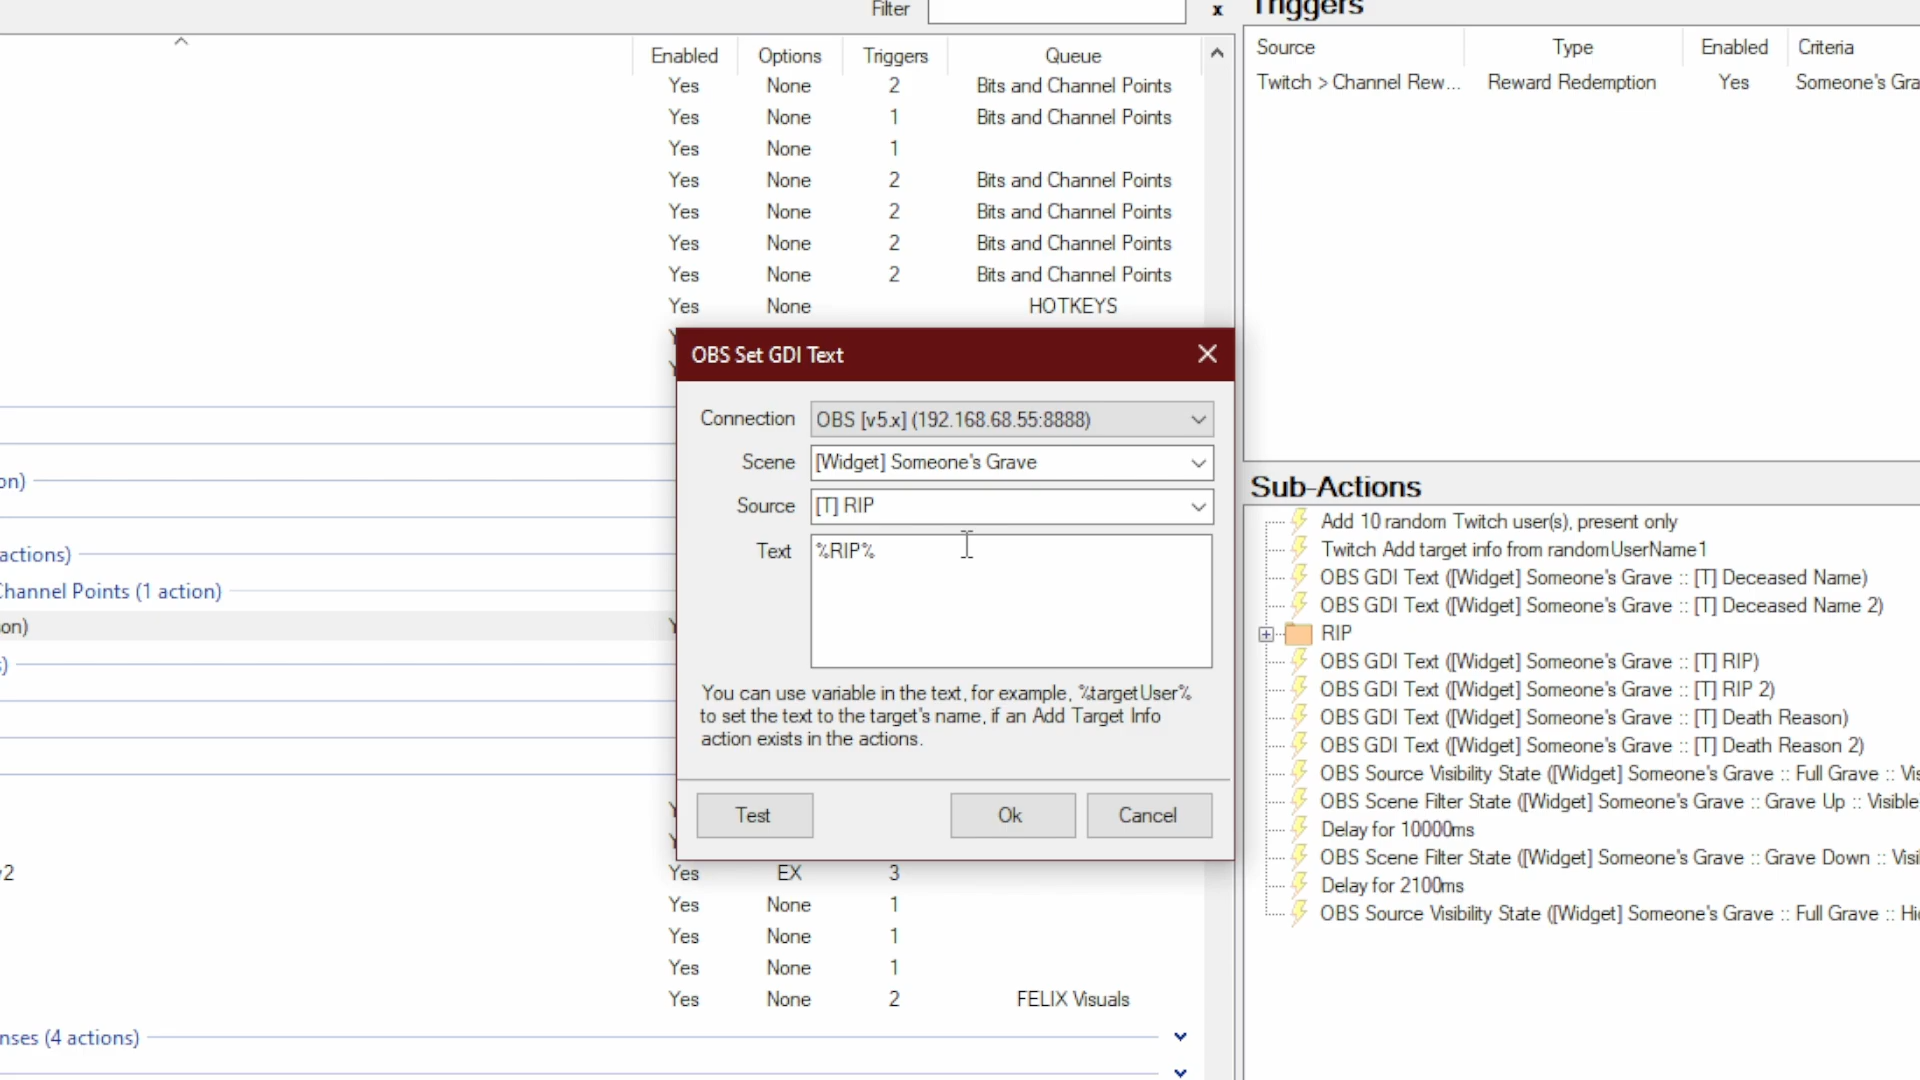 Filter
x
Triggers
Enabled Options Triggers Queue
Yes None 2 Bits and Channel Points
Yes None 1 Bits and Channel Points
Yes None 1
Yes None 2 Bits and Channel Points
Yes None 2 Bits and Channel Points
Yes None 2 Bits and Channel Points
Yes None 2 Bits and Channel Points
Yes None HOTKEYS
on)
actions)
Channel Points (1 action)
on)
s)
v2
Yes EX 3
Yes None 1
Yes None 1
Yes None 1
Yes None 2 FELIX Visuals
nses (4 actions)
OBS Set GDI Text
Connection OBS [v5.x] (192.168.68.55:8888)
Scene [Widget] Someone's Grave
Source [T] RIP
Text %RIP%
You can use variable in the text, for example, %targetUser%
to set the text to the target's name, if an Add Target Info
action exists in the actions.
Test Ok Cancel
Source Type Enabled Criteria
Twitch > Channel Rew... Reward Redemption Yes Someone's Gra
Sub-Actions
Add 10 random Twitch user(s), present only
Twitch Add target info from randomUserName1
OBS GDI Text ([Widget] Someone's Grave :: [T] Deceased Name)
OBS GDI Text ([Widget] Someone's Grave :: [T] Deceased Name 2)
RIP
OBS GDI Text ([Widget] Someone's Grave :: [T] RIP)
OBS GDI Text ([Widget] Someone's Grave :: [T] RIP 2)
OBS GDI Text ([Widget] Someone's Grave :: [T] Death Reason)
OBS GDI Text ([Widget] Someone's Grave :: [T] Death Reason 2)
OBS Source Visibility State ([Widget] Someone's Grave :: Full Grave :: Vis
OBS Scene Filter State ([Widget] Someone's Grave :: Grave Up :: Visible
Delay for 10000ms
OBS Scene Filter State ([Widget] Someone's Grave :: Grave Down :: Visi
Delay for 2100ms
OBS Source Visibility State ([Widget] Someone's Grave :: Full Grave :: Hi